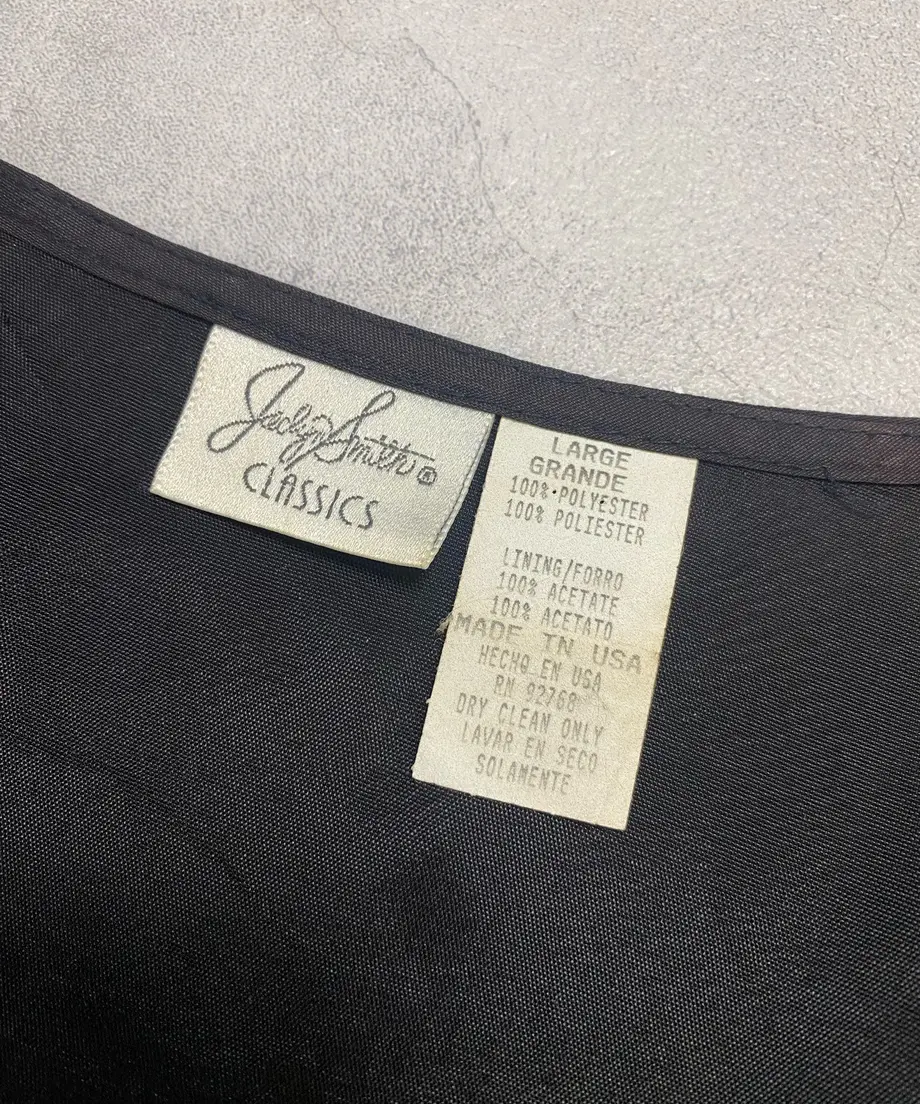 Jaclyn Smith®
CLASSICS
LARGE
GRANDE
100% POLYESTER
100% POLIESTER
LINING/FORRO
100% ACETATE
100% ACETATO
MADE IN USA
HECHO EN USA
RN 92768
DRY CLEAN ONLY
LAVAR EN SECO
SOLAMENTE